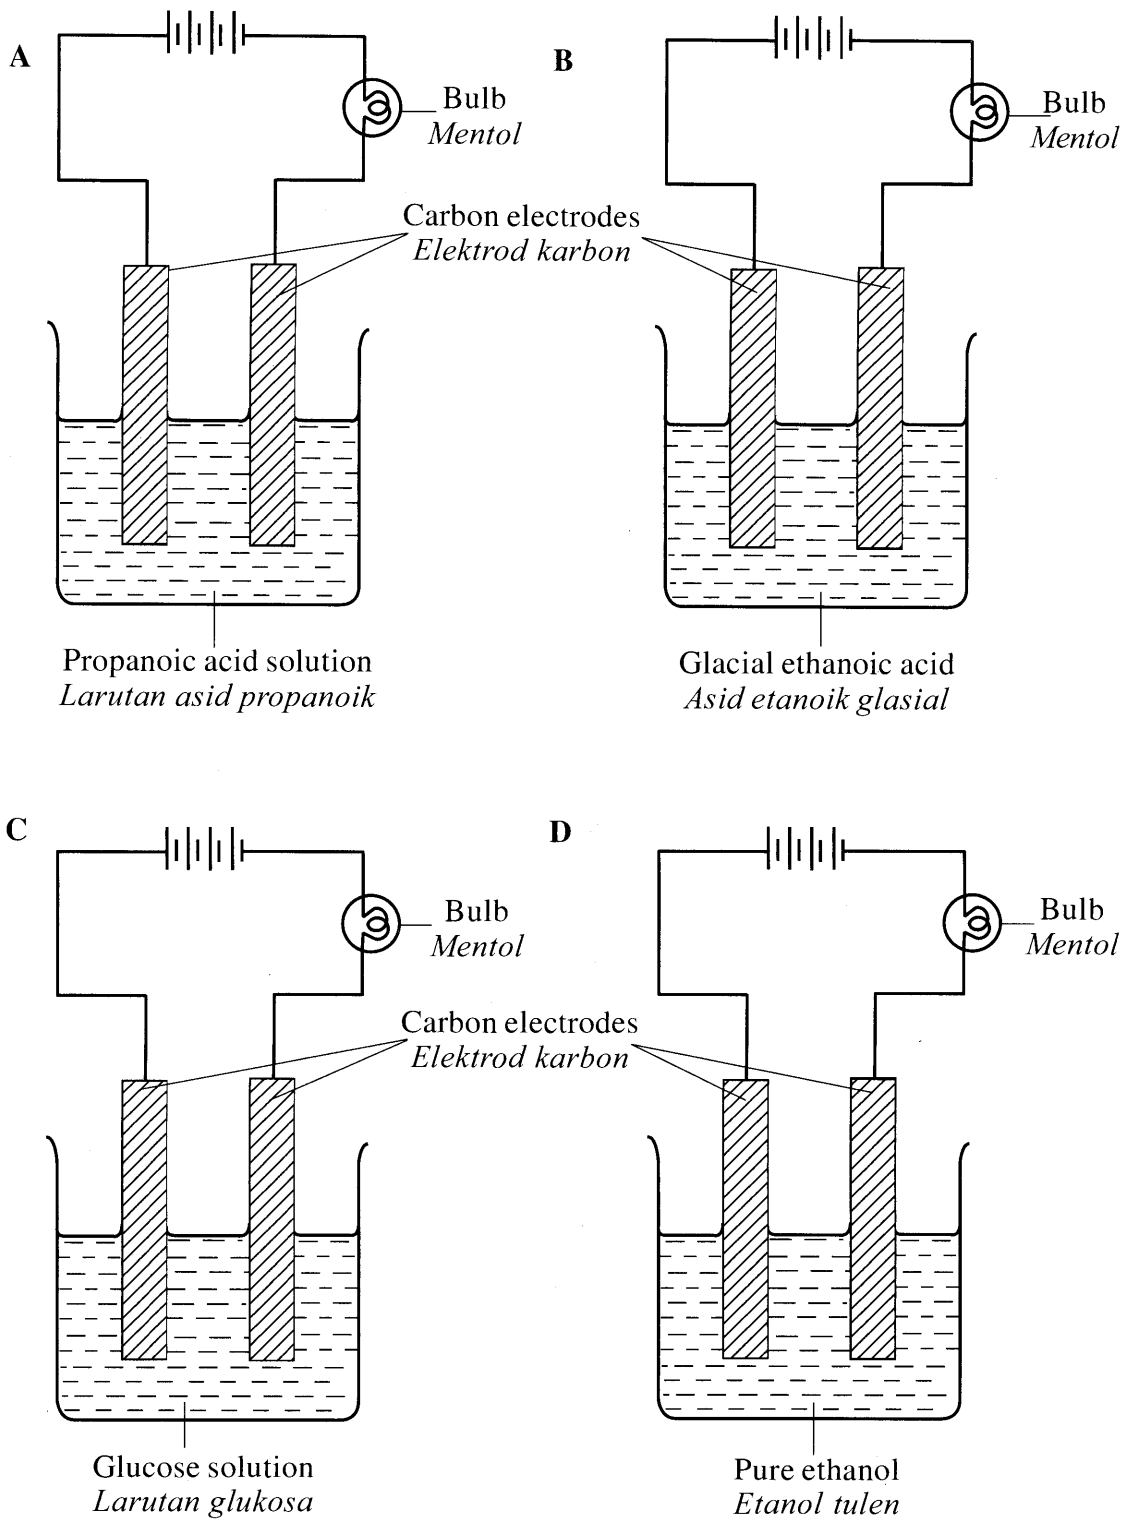 A
Bulb
Mentol
B
Bulb
Mentol
Carbon electrodes
Elektrod karbon
Propanoic acid solution
Larutan asid propanoik
Glacial ethanoic acid
Asid etanoik glasial
C
Bulb
Mentol
D
Bulb
Mentol
Carbon electrodes
Elektrod karbon
Glucose solution
Larutan glukosa
Pure ethanol
Etanol tulen